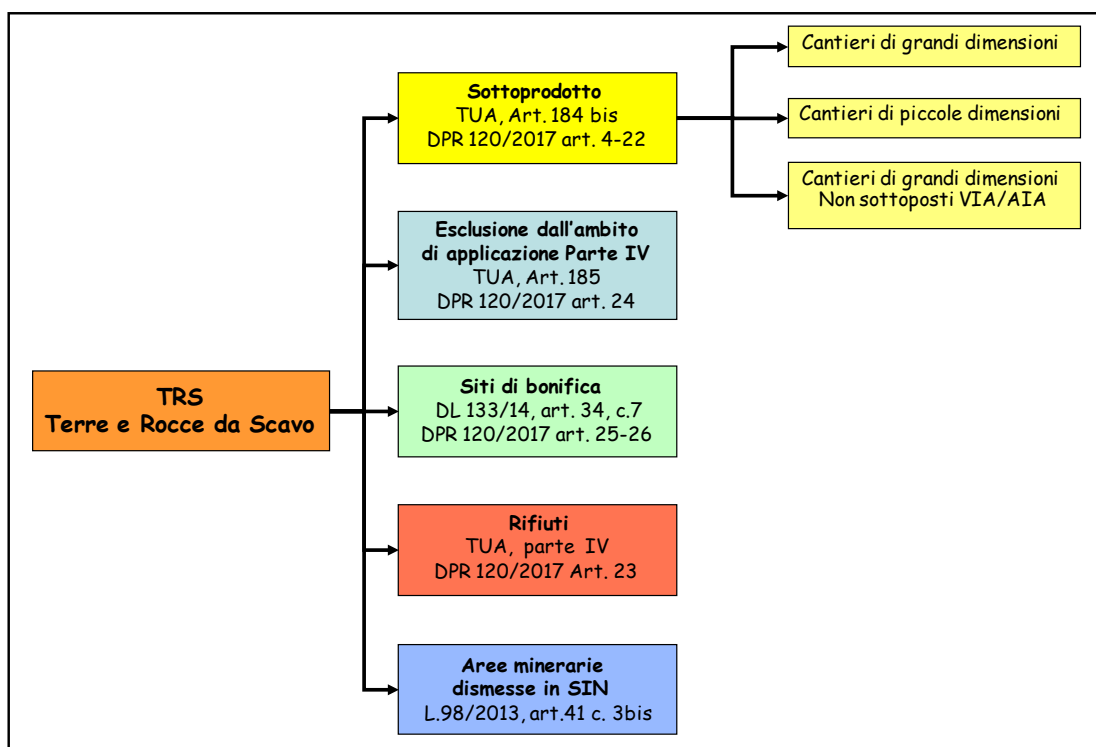 TRS
Terre e Rocce da Scavo
Sottoprodotto
TUA, Art. 184 bis
DPR 120/2017 art. 4-22
Cantieri di grandi dimensioni
Cantieri di piccole dimensioni
Cantieri di grandi dimensioni
Non sottoposti VIA/AIA
Esclusione dall'ambito
di applicazione Parte IV
TUA, Art. 185
DPR 120/2017 art. 24
Siti di bonifica
DL 133/14, art. 34, c.7
DPR 120/2017 art. 25-26
Rifiuti
TUA, parte IV
DPR 120/2017 Art. 23
Aree minerarie
dismesse in SIN
L.98/2013, art.41 c. 3bis